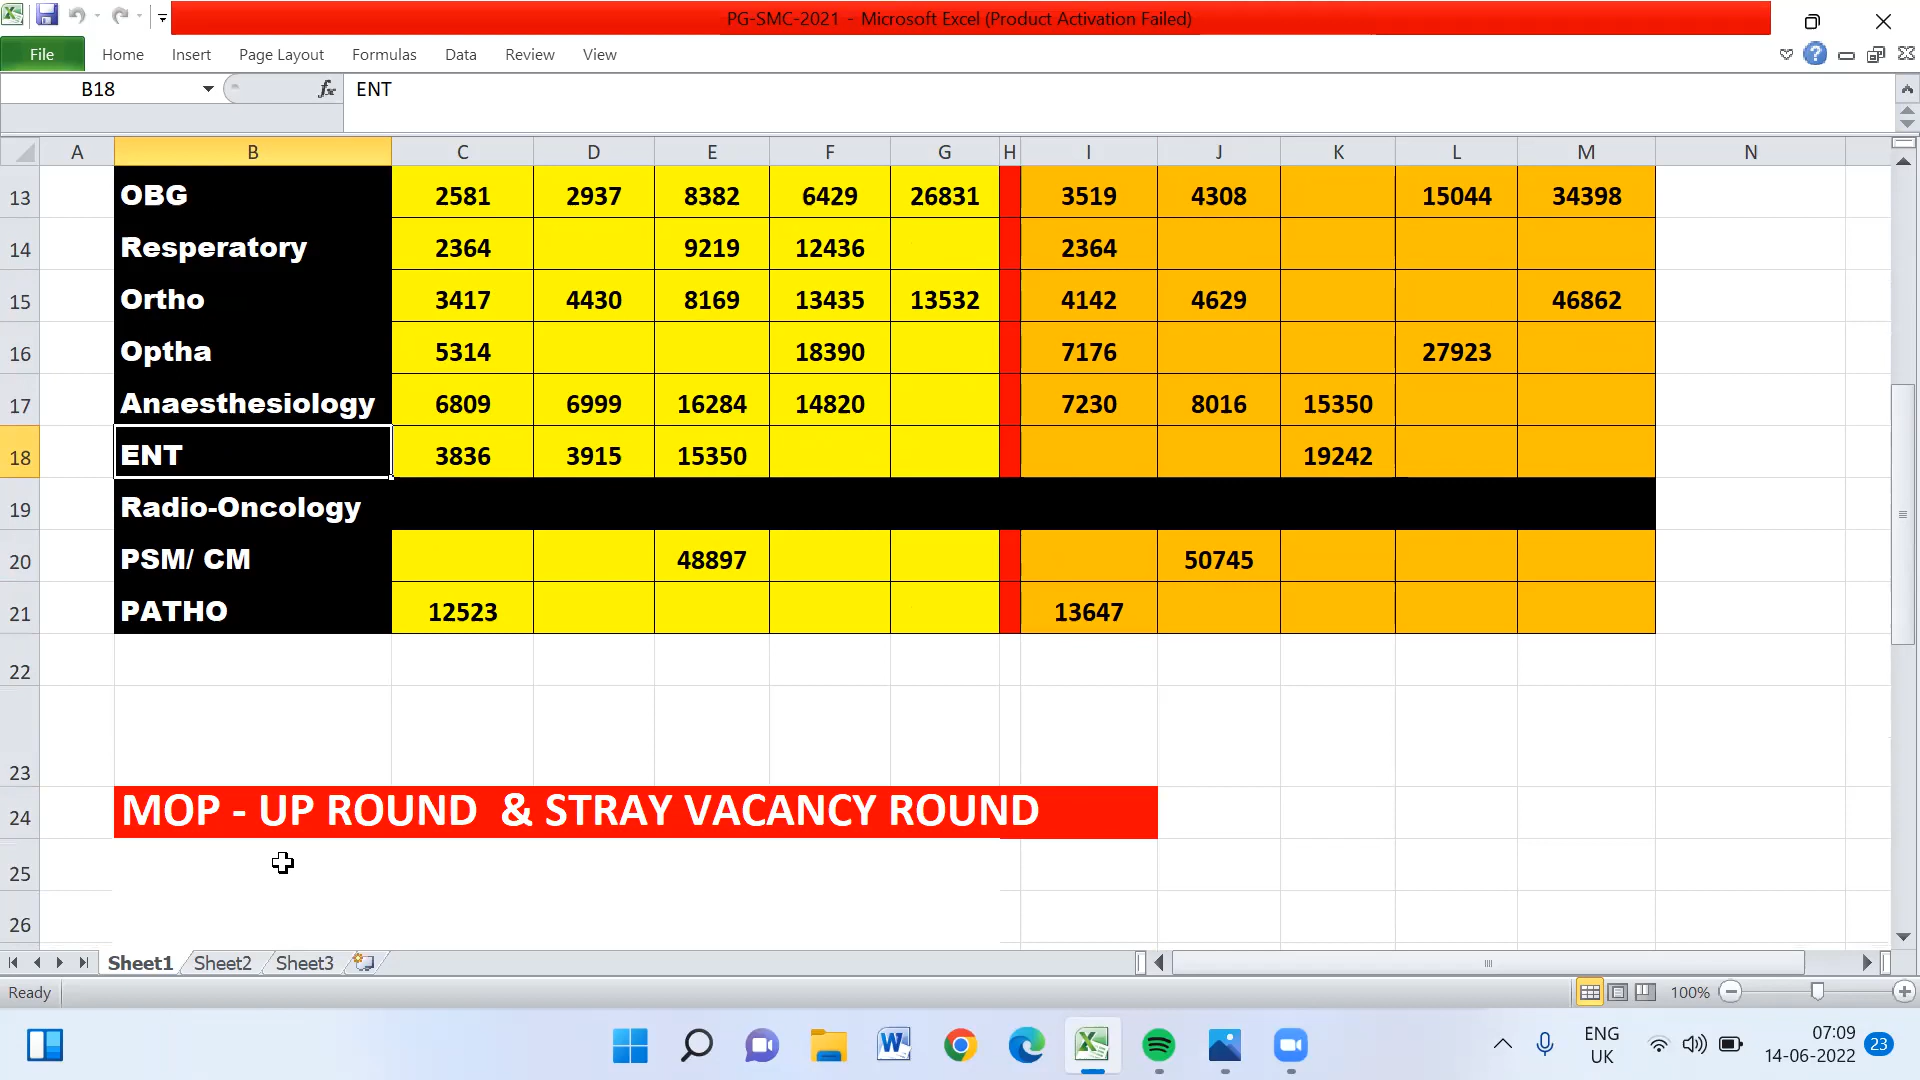 PG-SMC-2021 - Microsoft Excel (Product Activation Failed)
File Home Insert Page Layout Formulas Data Review View
B18 fx ENT
A B C D E F G H I J K L M N
13 OBG 2581 2937 8382 6429 26831 3519 4308 15044 34398
14 Resperatory 2364 9219 12436 2364
15 Ortho 3417 4430 8169 13435 13532 4142 4629 46862
16 Optha 5314 18390 7176 27923
17 Anaesthesiology 6809 6999 16284 14820 7230 8016 15350
18 ENT 3836 3915 15350 19242
19 Radio-Oncology
20 PSM/ CM 48897 50745
21 PATHO 12523 13647
22
23
24 MOP - UP ROUND & STRAY VACANCY ROUND
25
26
Sheet1 Sheet2 Sheet3
Ready 100%
ENG 07:09
UK 14-06-2022 23